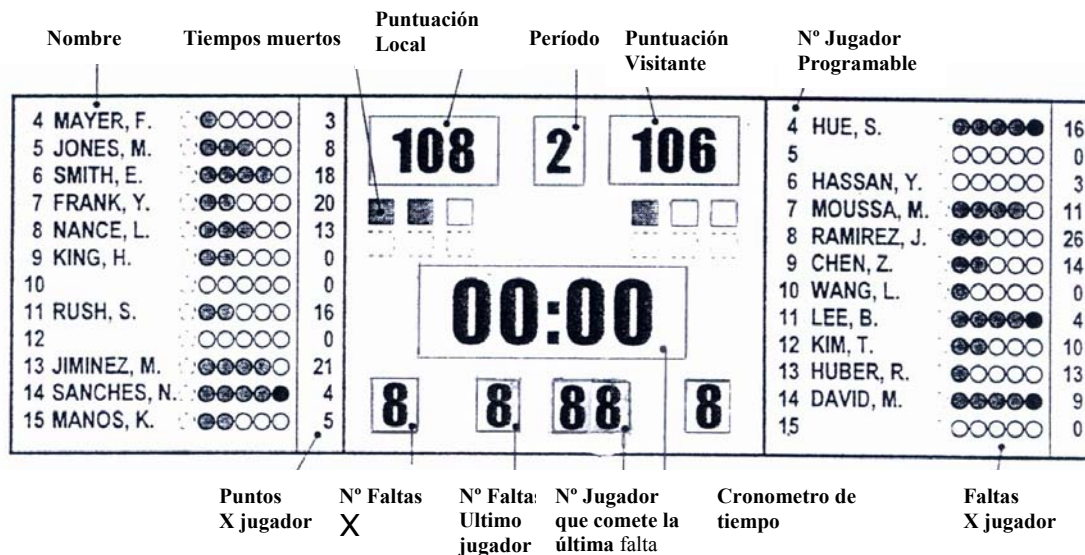 Nombre Tiempos muertos Puntuación Local Período Puntuación Visitante Nº Jugador Programable
4 MAYER, F. 3
5 JONES, M. 8
6 SMITH, E. 18
7 FRANK, Y. 20
8 NANCE, L. 13
9 KING, H. 0
10 0
11 RUSH, S. 16
12 0
13 JIMINEZ, M. 21
14 SANCHES, N. 4
15 MANOS, K. 5
108 2 106
00:00
8 8 88 8
4 HUE, S. 16
5 0
6 HASSAN, Y. 3
7 MOUSSA, M. 11
8 RAMIREZ, J. 26
9 CHEN, Z. 14
10 WANG, L. 0
11 LEE, B. 4
12 KIM, T. 10
13 HUBER, R. 13
14 DAVID, M. 9
15 0
Puntos X jugador
Nº Faltas X
Nº Faltas Ultimo jugador
Nº Jugador que comete la última falta
Cronometro de tiempo
Faltas X jugador